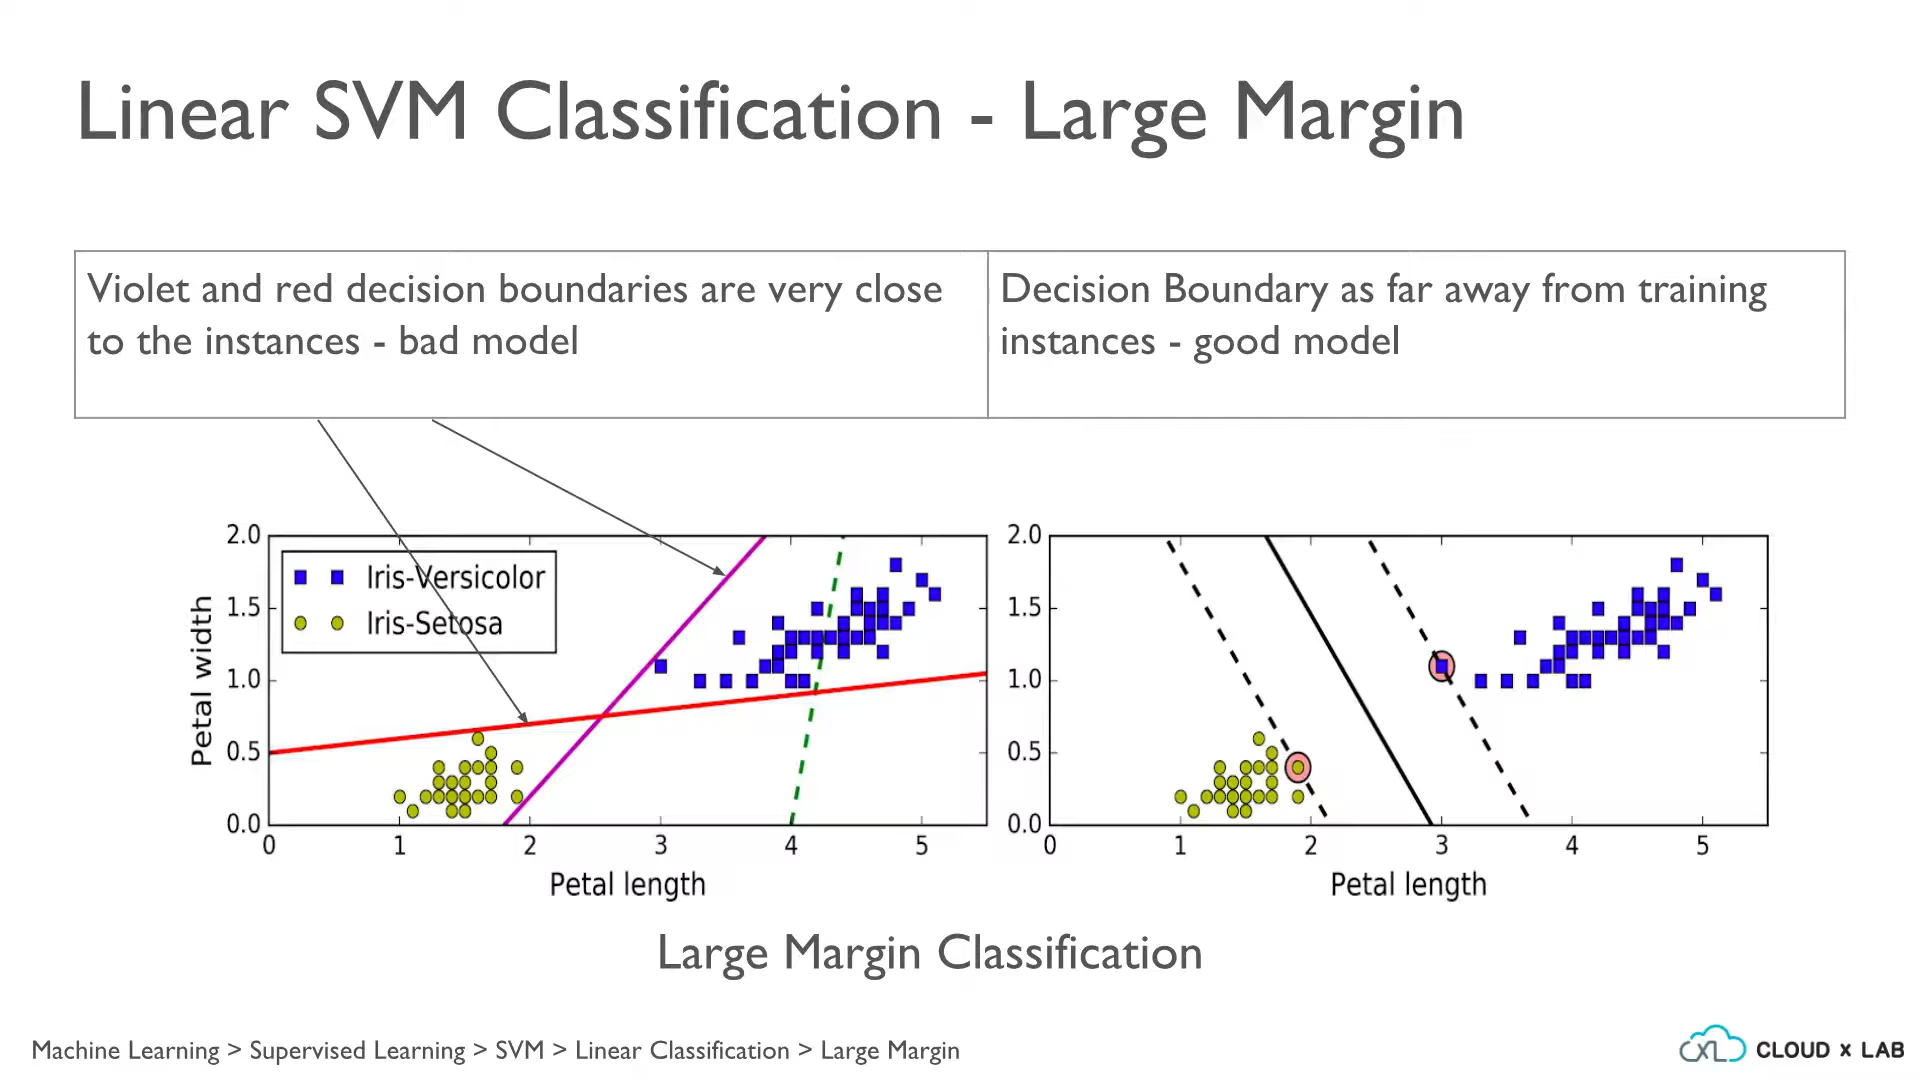 Linear SVM Classification - Large Margin
Violet and red decision boundaries are very close
to the instances - bad model
Decision Boundary as far away from training
instances - good model
2.0
1.5
1.0
0.5
0.0
Petal width
Iris-Versicolor
Iris-Setosa
0 1 2 3 4 5
Petal length
2.0
1.5
1.0
0.5
0.0
0 1 2 3 4 5
Petal length
Large Margin Classification
Machine Learning > Supervised Learning > SVM > Linear Classification > Large Margin
CXL CLOUD x LAB